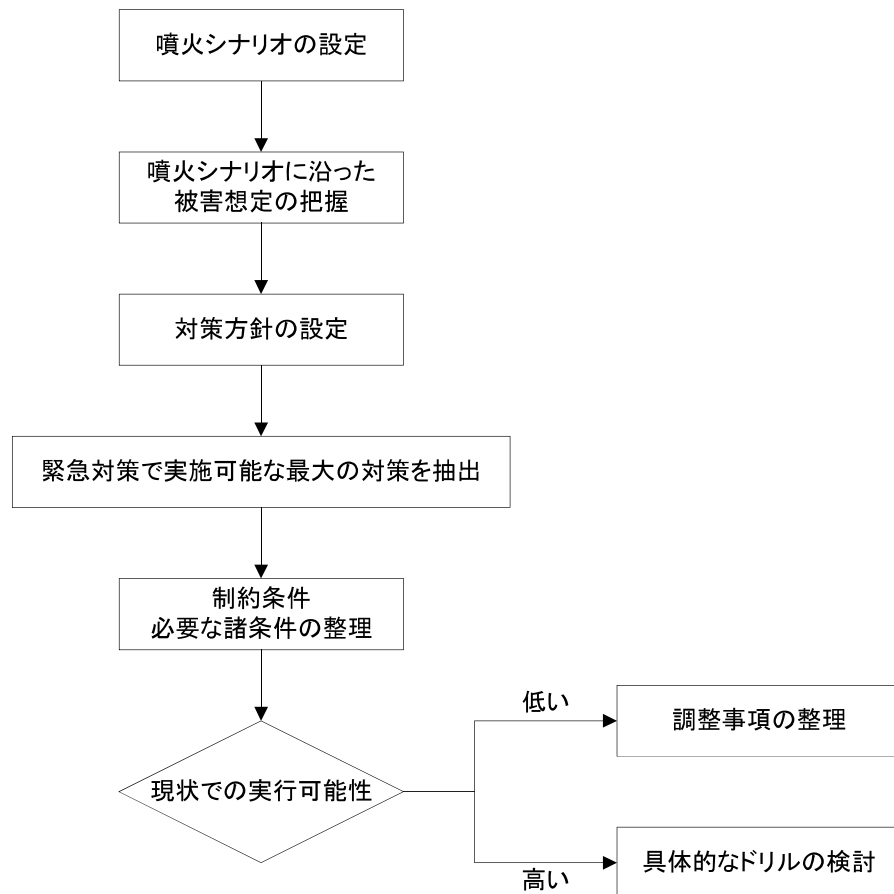 噴火シナリオの設定
噴火シナリオに沿った
被害想定の把握
対策方針の設定
緊急対策で実施可能な最大の対策を抽出
制約条件
必要な諸条件の整理
現状での実行可能性
低い
調整事項の整理
高い
具体的なドリルの検討